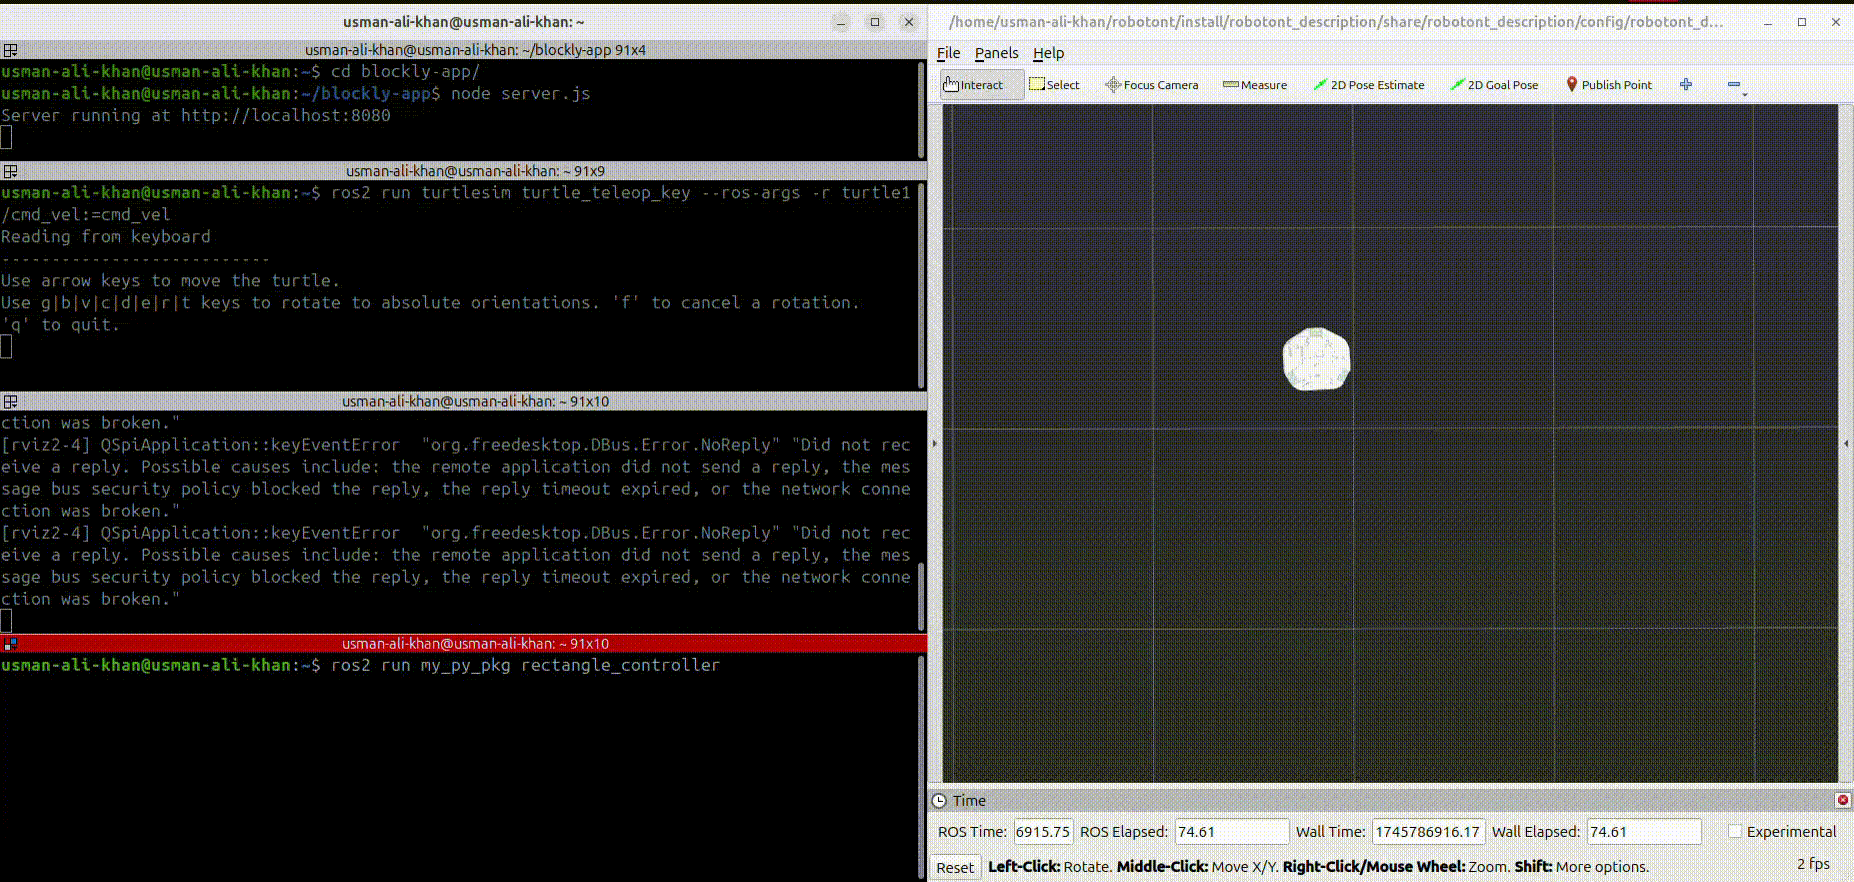 usman-ali-khan@usman-ali-khan: ~
usman-ali-khan@usman-ali-khan: ~/blockly-app 91x4
usman-ali-khan@usman-ali-khan:~$ cd blockly-app/
usman-ali-khan@usman-ali-khan:~/blockly-app$ node server.js
Server running at http://localhost:8080
usman-ali-khan@usman-ali-khan: ~ 91x9
usman-ali-khan@usman-ali-khan:~$ ros2 run turtlesim turtle_teleop_key --ros-args -r turtle1
/cmd_vel:=cmd_vel
Reading from keyboard
---------------------------
Use arrow keys to move the turtle.
Use g|b|v|c|d|e|r|t keys to rotate to absolute orientations. 'f' to cancel a rotation.
'q' to quit.
usman-ali-khan@usman-ali-khan: ~ 91x10
ction was broken."
[rviz2-4] QSpiApplication::keyEventError  "org.freedesktop.DBus.Error.NoReply" "Did not rec
eive a reply. Possible causes include: the remote application did not send a reply, the mes
sage bus security policy blocked the reply, the reply timeout expired, or the network conne
ction was broken."
[rviz2-4] QSpiApplication::keyEventError  "org.freedesktop.DBus.Error.NoReply" "Did not rec
eive a reply. Possible causes include: the remote application did not send a reply, the mes
sage bus security policy blocked the reply, the reply timeout expired, or the network conne
ction was broken."
usman-ali-khan@usman-ali-khan: ~ 91x10
usman-ali-khan@usman-ali-khan:~$ ros2 run my_py_pkg rectangle_controller
/home/usman-ali-khan/robotont/install/robotont_description/share/robotont_description/config/robotont_d...
File Panels Help
Interact Select Focus Camera Measure 2D Pose Estimate 2D Goal Pose Publish Point
Time
ROS Time: 6915.75 ROS Elapsed: 74.61 Wall Time: 1745786916.17 Wall Elapsed: 74.61 Experimental
Reset Left-Click: Rotate. Middle-Click: Move X/Y. Right-Click/Mouse Wheel: Zoom. Shift: More options. 2 fps